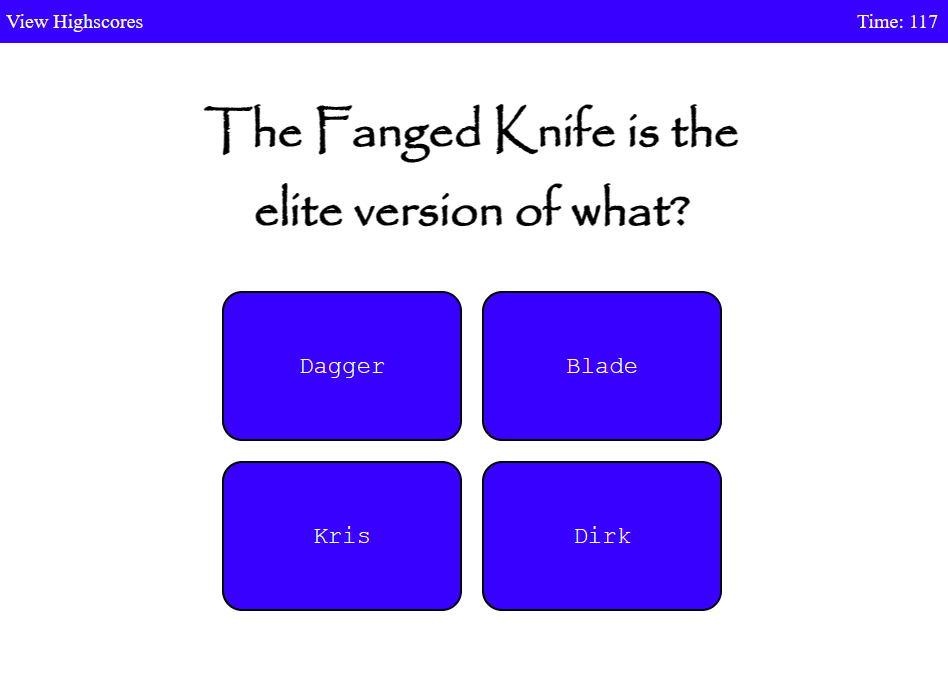 View Highscores
Time: 117
The Fanged Knife is the
elite version of what?
Dagger
Blade
Kris
Dirk